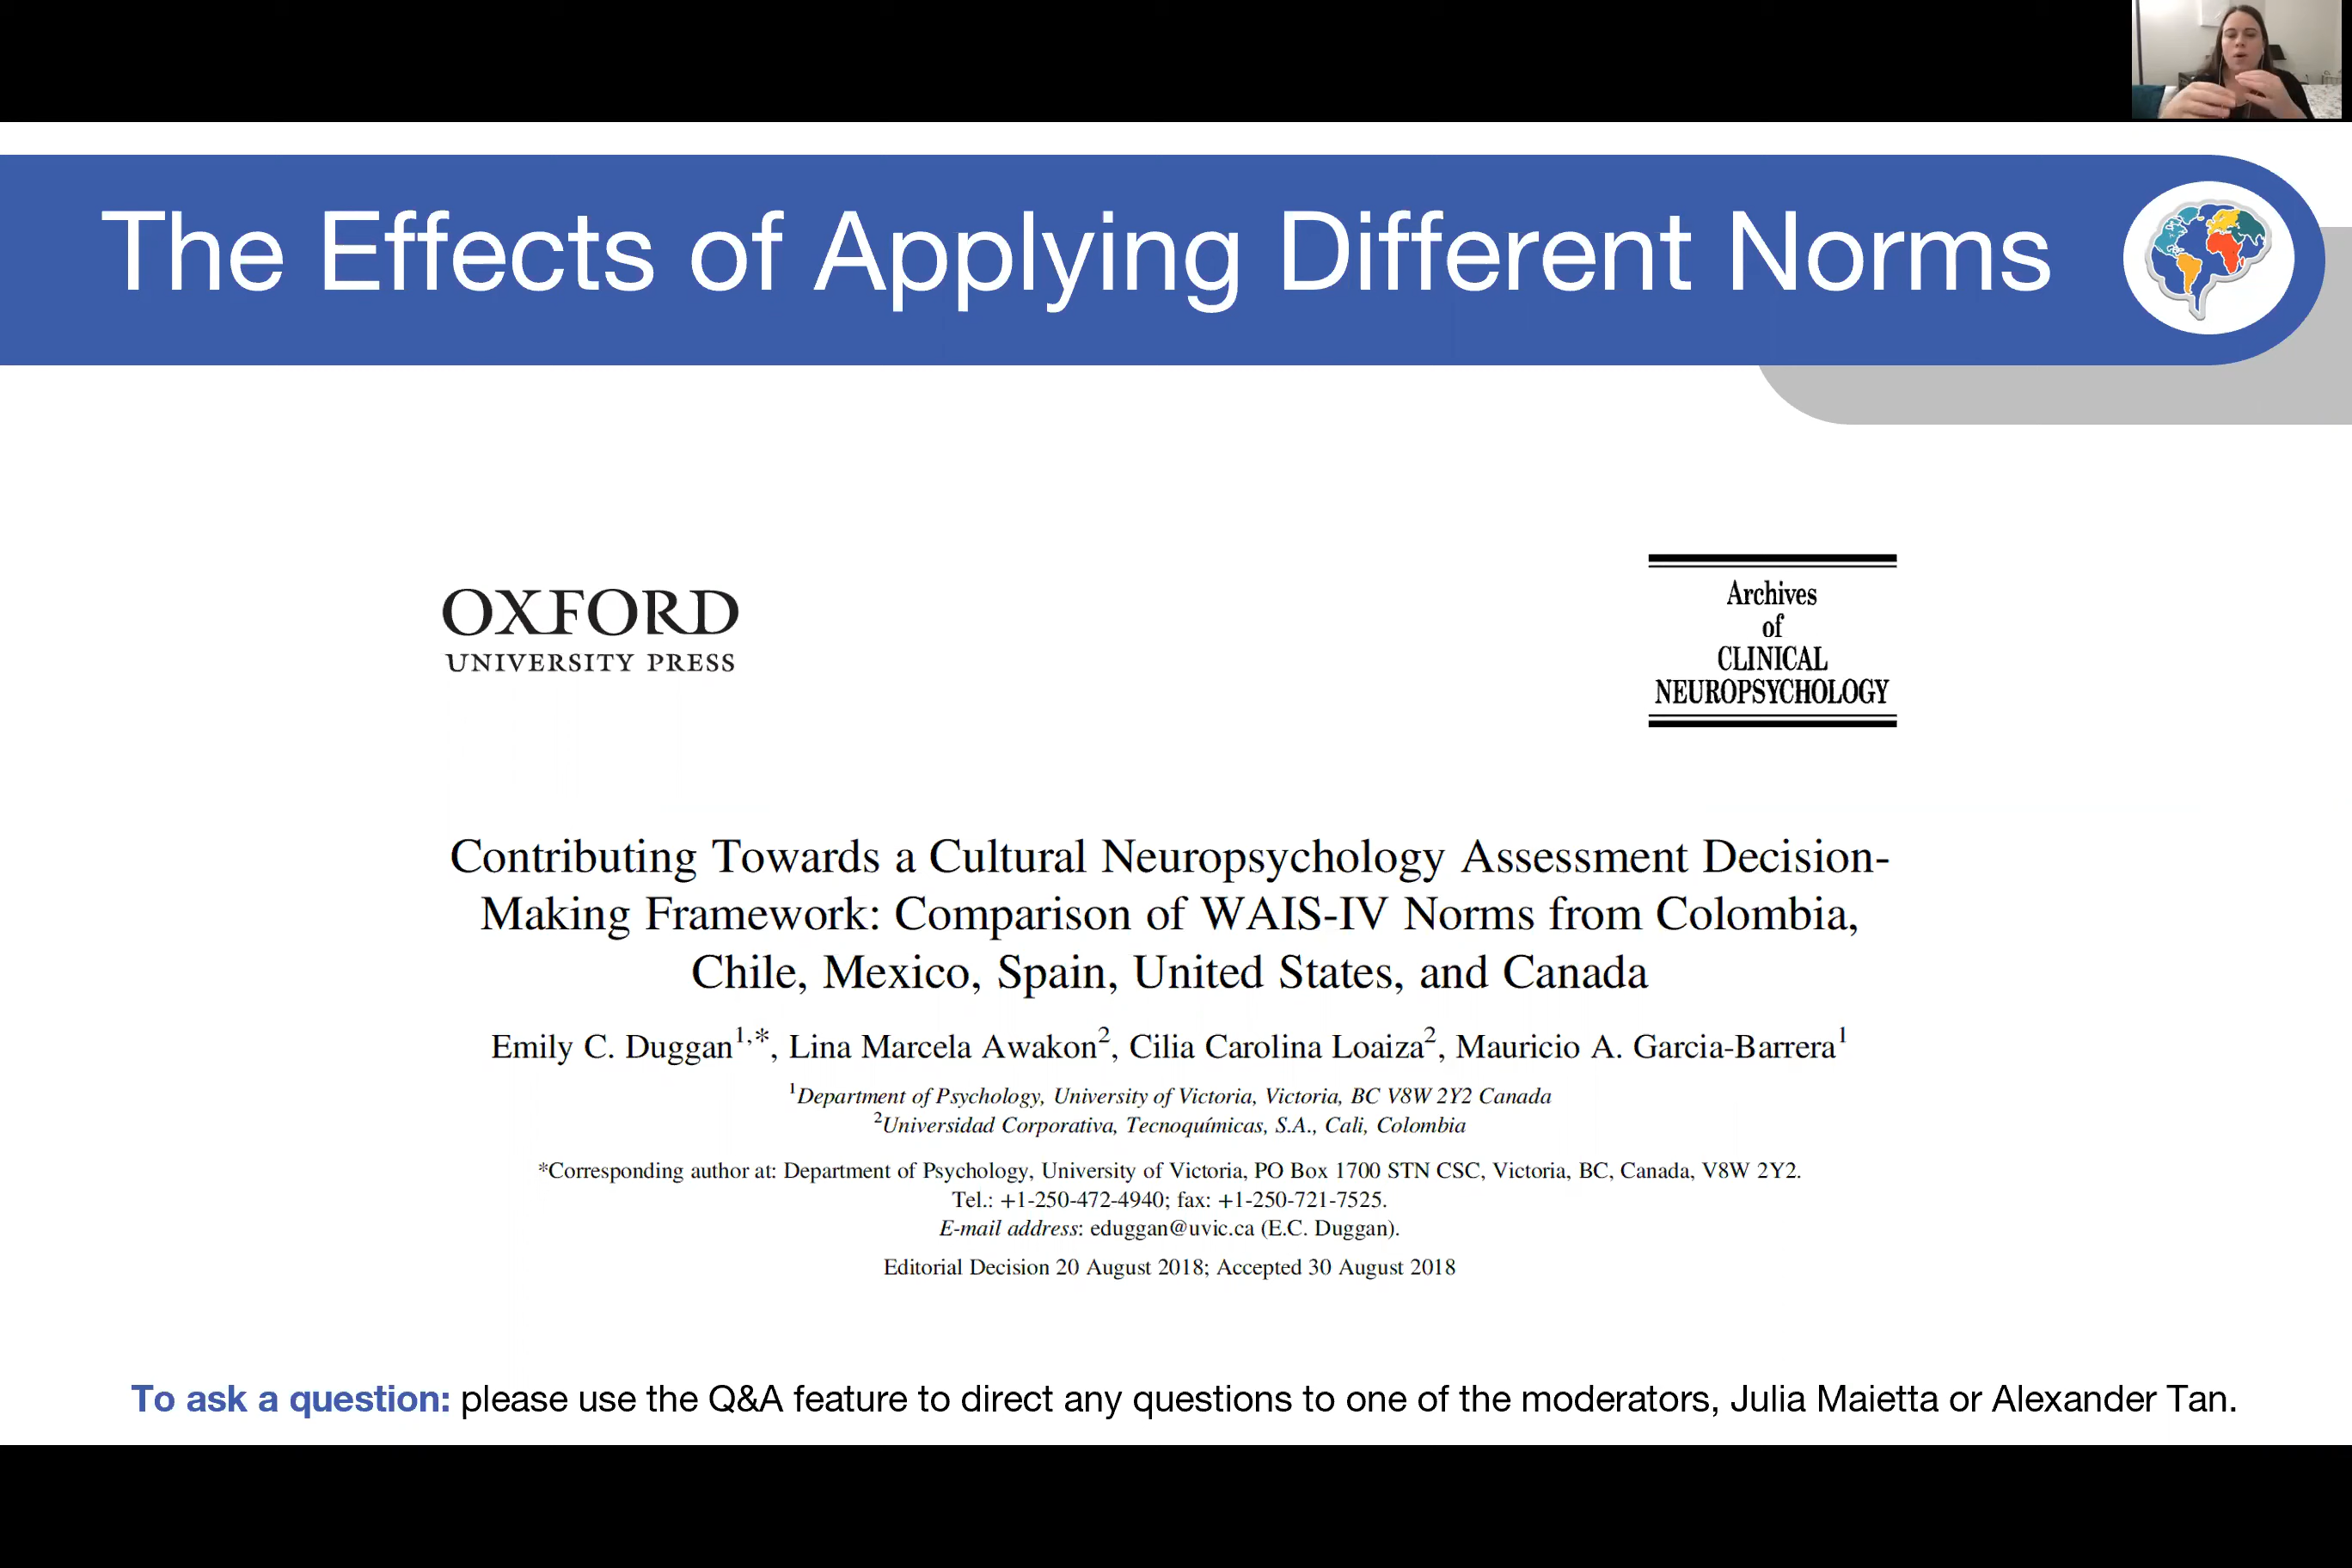 The Effects of Applying Different Norms
OXFORD
UNIVERSITY PRESS
Archives
of
CLINICAL
NEUROPSYCHOLOGY
Contributing Towards a Cultural Neuropsychology Assessment Decision-
Making Framework: Comparison of WAIS-IV Norms from Colombia,
Chile, Mexico, Spain, United States, and Canada
Emily C. Duggan1,*, Lina Marcela Awakon2, Cilia Carolina Loaiza2, Mauricio A. Garcia-Barrera1
1Department of Psychology, University of Victoria, Victoria, BC V8W 2Y2 Canada
2Universidad Corporativa, Tecnoquímicas, S.A., Cali, Colombia
*Corresponding author at: Department of Psychology, University of Victoria, PO Box 1700 STN CSC, Victoria, BC, Canada, V8W 2Y2.
Tel.: +1-250-472-4940; fax: +1-250-721-7525.
E-mail address: eduggan@uvic.ca (E.C. Duggan).
Editorial Decision 20 August 2018; Accepted 30 August 2018
To ask a question: please use the Q&A feature to direct any questions to one of the moderators, Julia Maietta or Alexander Tan.